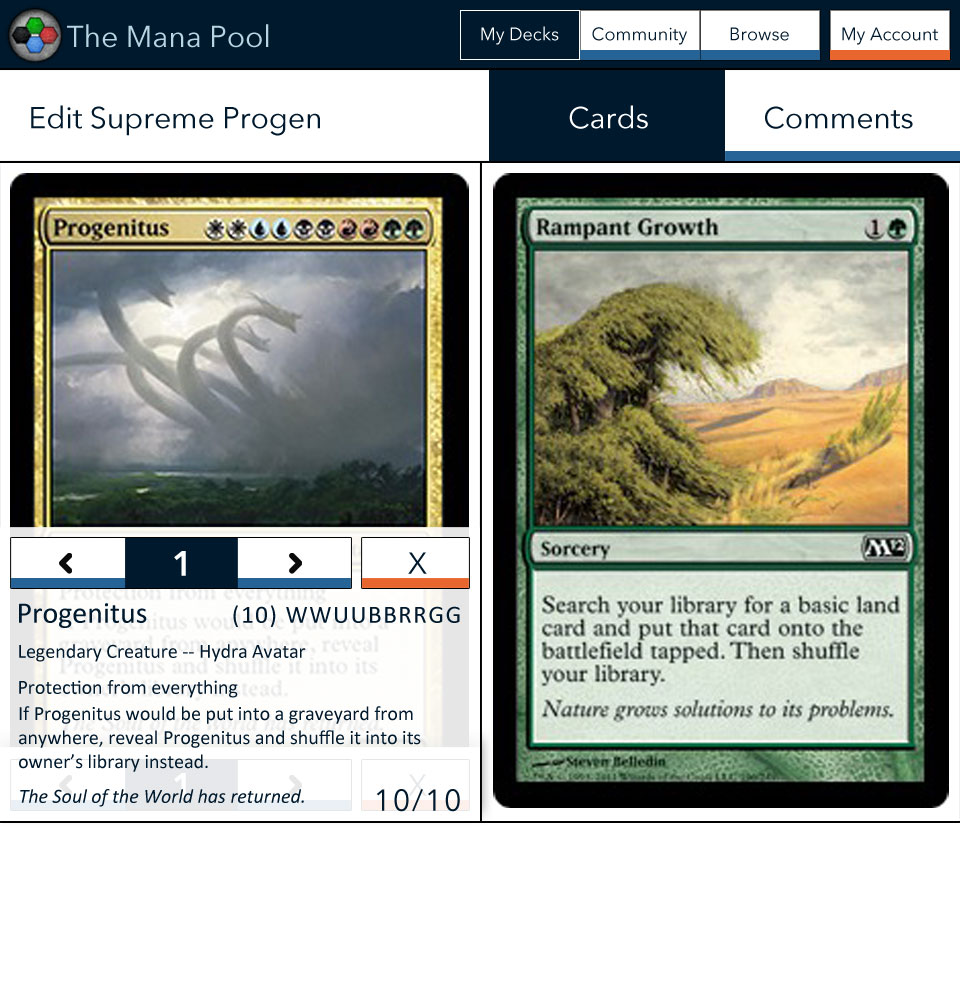 The Mana Pool
My Decks
Community
Browse
My Account
Edit Supreme Progen
Cards
Comments
Progenitus
1
X
Progenitus (10) WWUUBBRRGG
Legendary Creature -- Hydra Avatar
Protection from everything
If Progenitus would be put into a graveyard from
anywhere, reveal Progenitus and shuffle it into its
owner’s library instead.
The Soul of the World has returned.
10/10
Rampant Growth 1
Sorcery
M12
Search your library for a basic land
card and put that card onto the
battlefield tapped. Then shuffle
your library.
Nature grows solutions to its problems.
Steven Belledin